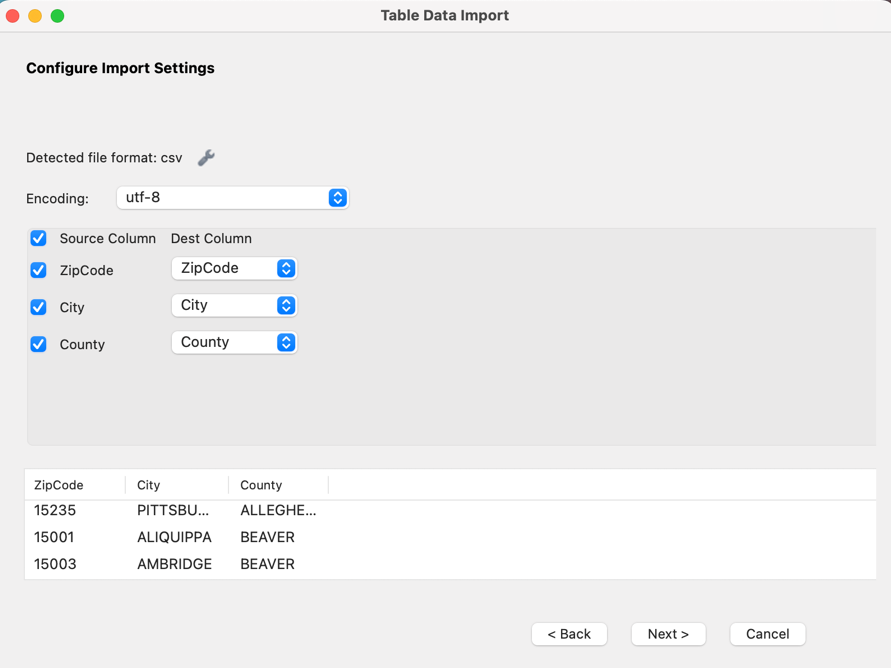 Table Data Import
Configure Import Settings
Detected file format: csv
Encoding: utf-8
Source Column Dest Column
ZipCode ZipCode
City City
County County
ZipCode City County
15235 PITTSBU... ALLEGHE...
15001 ALIQUIPPA BEAVER
15003 AMBRIDGE BEAVER
< Back Next > Cancel